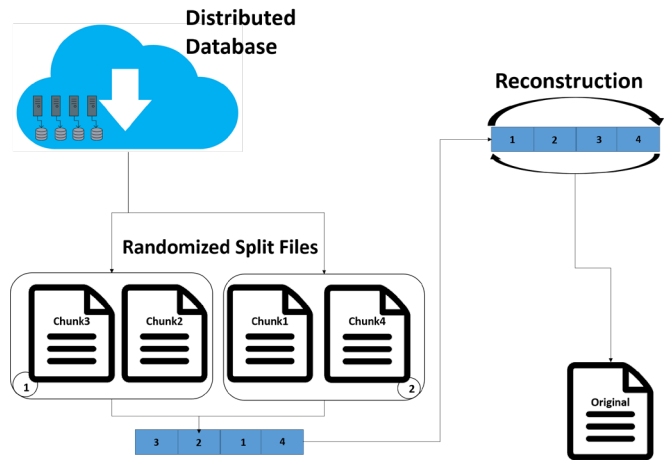 Distributed
Database
Reconstruction
1 2 3 4
Randomized Split Files
Chunk3 Chunk2 Chunk1 Chunk4
1 2
3 2 1 4
Original